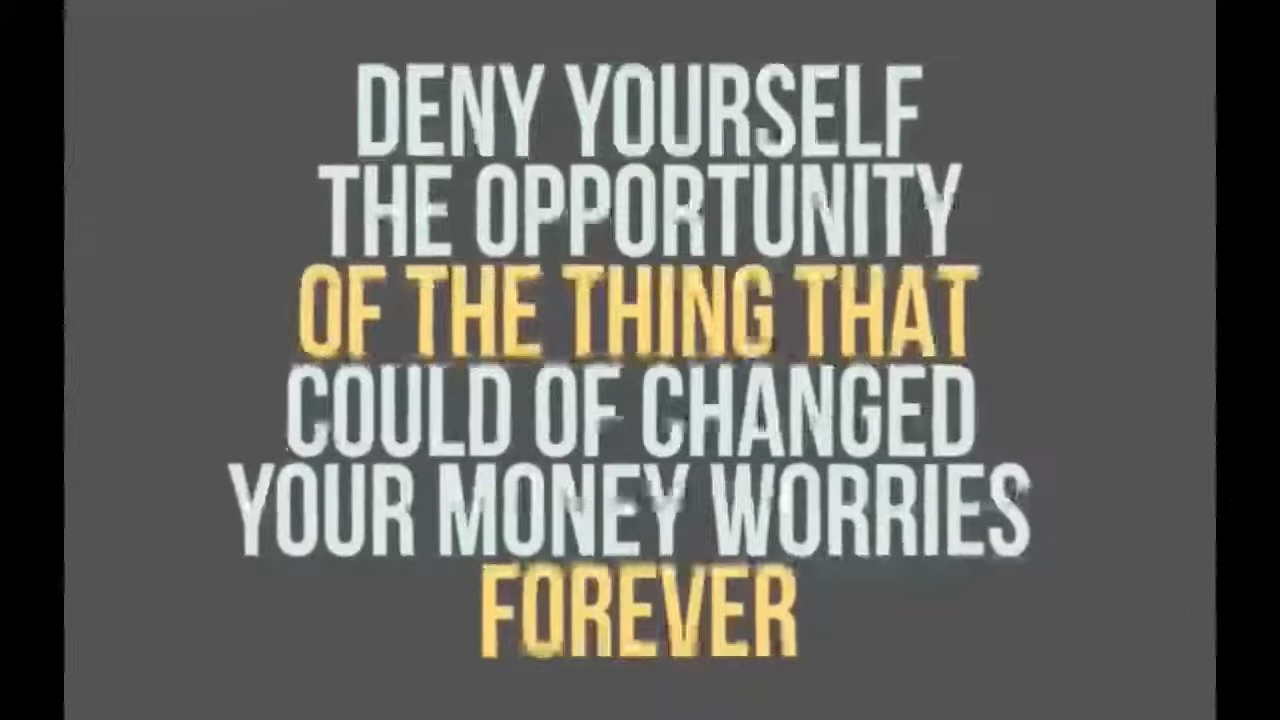 DENY YOURSELF
THE OPPORTUNITY
OF THE THING THAT
COULD OF CHANGED
YOUR MONEY WORRIES
FOREVER